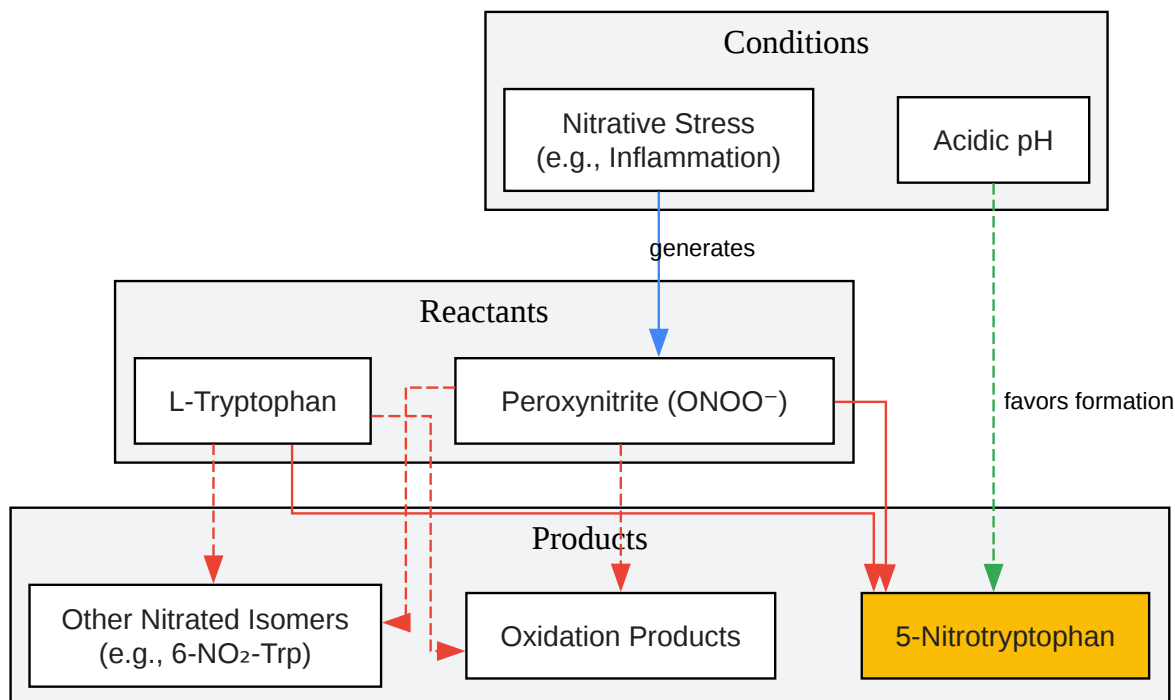 Conditions
Nitrative Stress
(e.g., Inflammation)
Acidic pH
generates
Reactants
L-Tryptophan
Peroxynitrite (ONOO⁻)
favors formation
Products
Other Nitrated Isomers
(e.g., 6-NO₂-Trp)
Oxidation Products
5-Nitrotryptophan